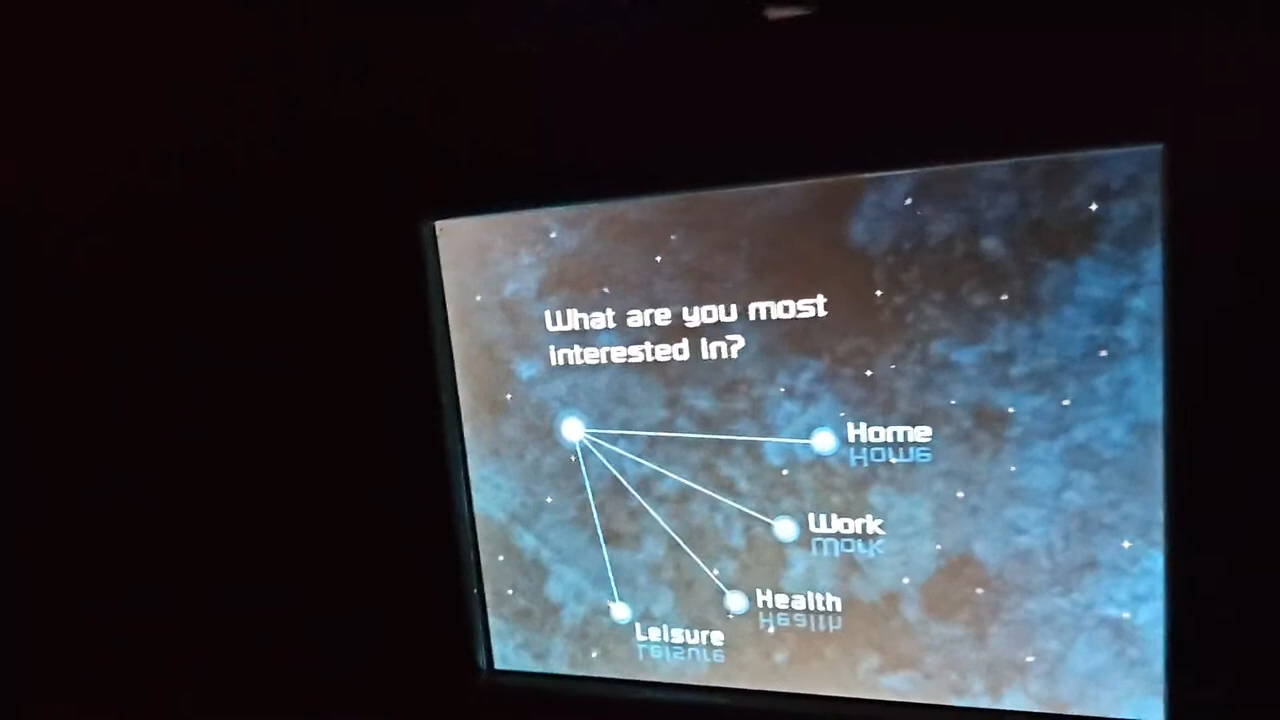 What are you most
interested in?
Home
Work
Health
Leisure